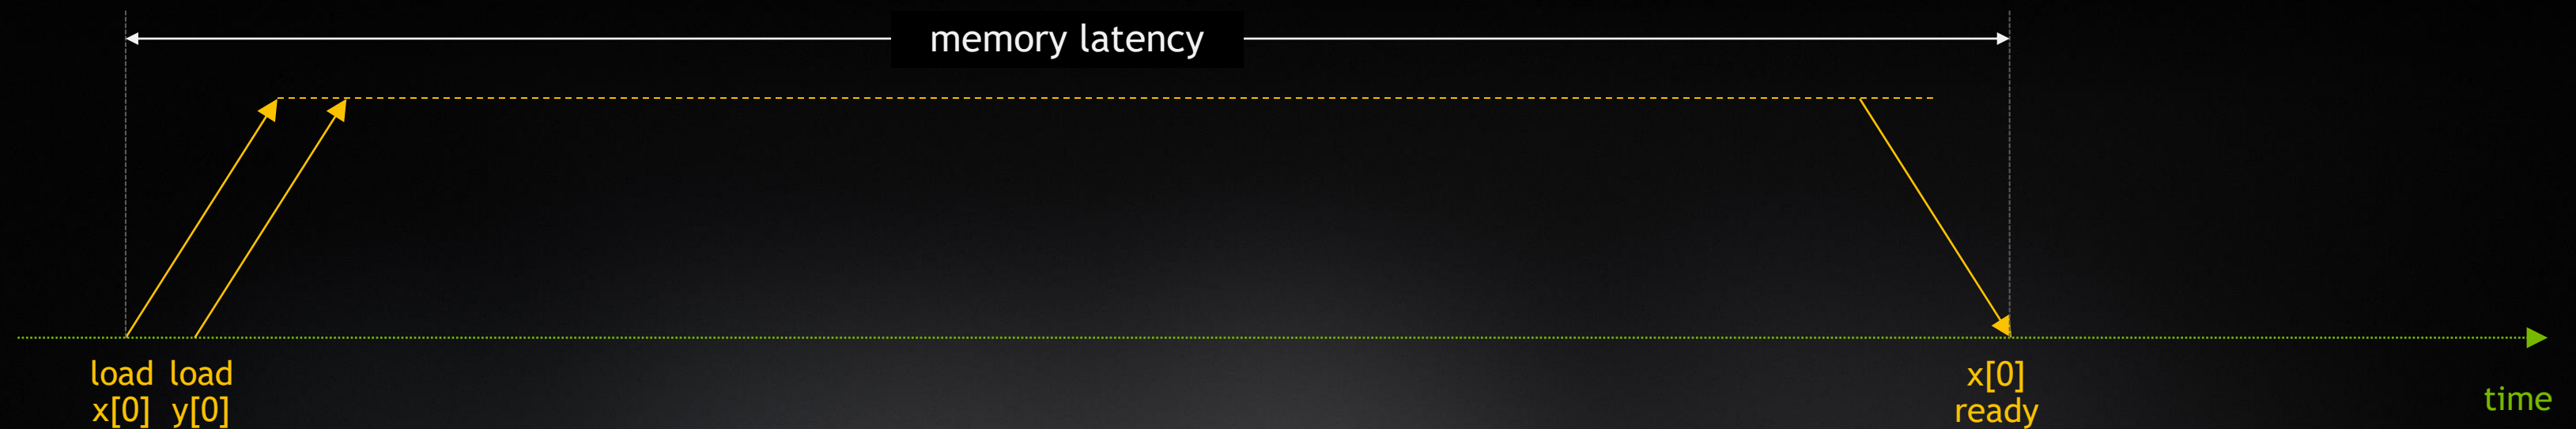 memory latency
load load
x[0] y[0]
x[0]
ready
time